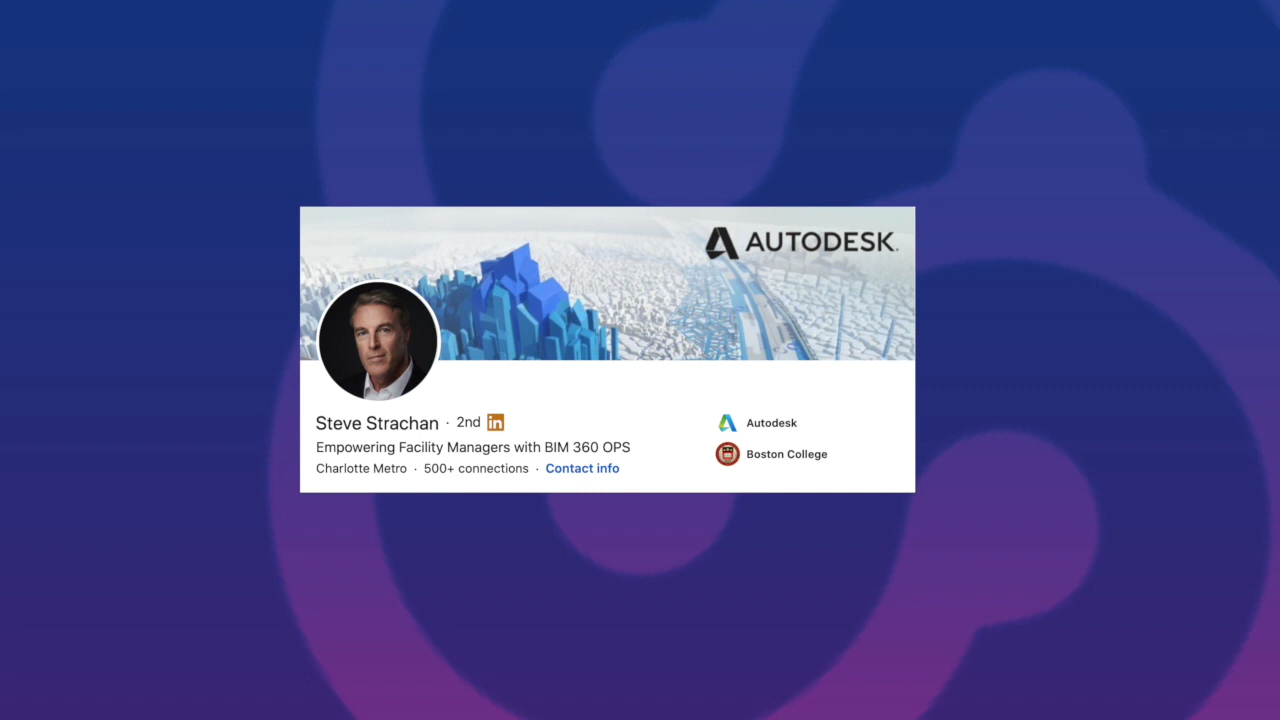 AUTODESK.
Steve Strachan · 2nd in
Empowering Facility Managers with BIM 360 OPS
Charlotte Metro · 500+ connections · Contact info
Autodesk
Boston College